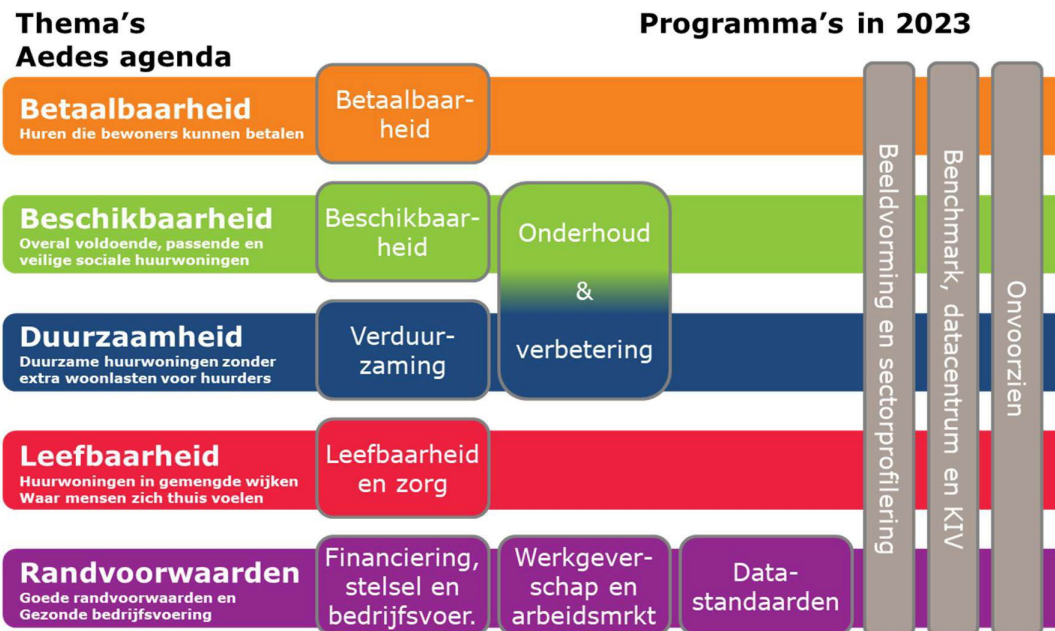 Thema's
Aedes agenda
Programma's in 2023
Betaalbaarheid
Huren die bewoners kunnen betalen
Betaalbaar-
heid
Beschikbaarheid
Overal voldoende, passende en
veilige sociale huurwoningen
Beschikbaar-
heid
Onderhoud
&
verbetering
Duurzaamheid
Duurzame huurwoningen zonder
extra woonlasten voor huurders
Verduur-
zaming
Leefbaarheid
Huurwoningen in gemengde wijken
Waar mensen zich thuis voelen
Leefbaarheid
en zorg
Randvoorwaarden
Goede randvoorwaarden en
Gezonde bedrijfsvoering
Financiering,
stelsel en
bedrijfsvoer.
Werkgever-
schap en
arbeidsmrkt
Data-
standaarden
Beeldvorming en sectorprofilering
Benchmark, datacentrum en KIV
Onvoorzien